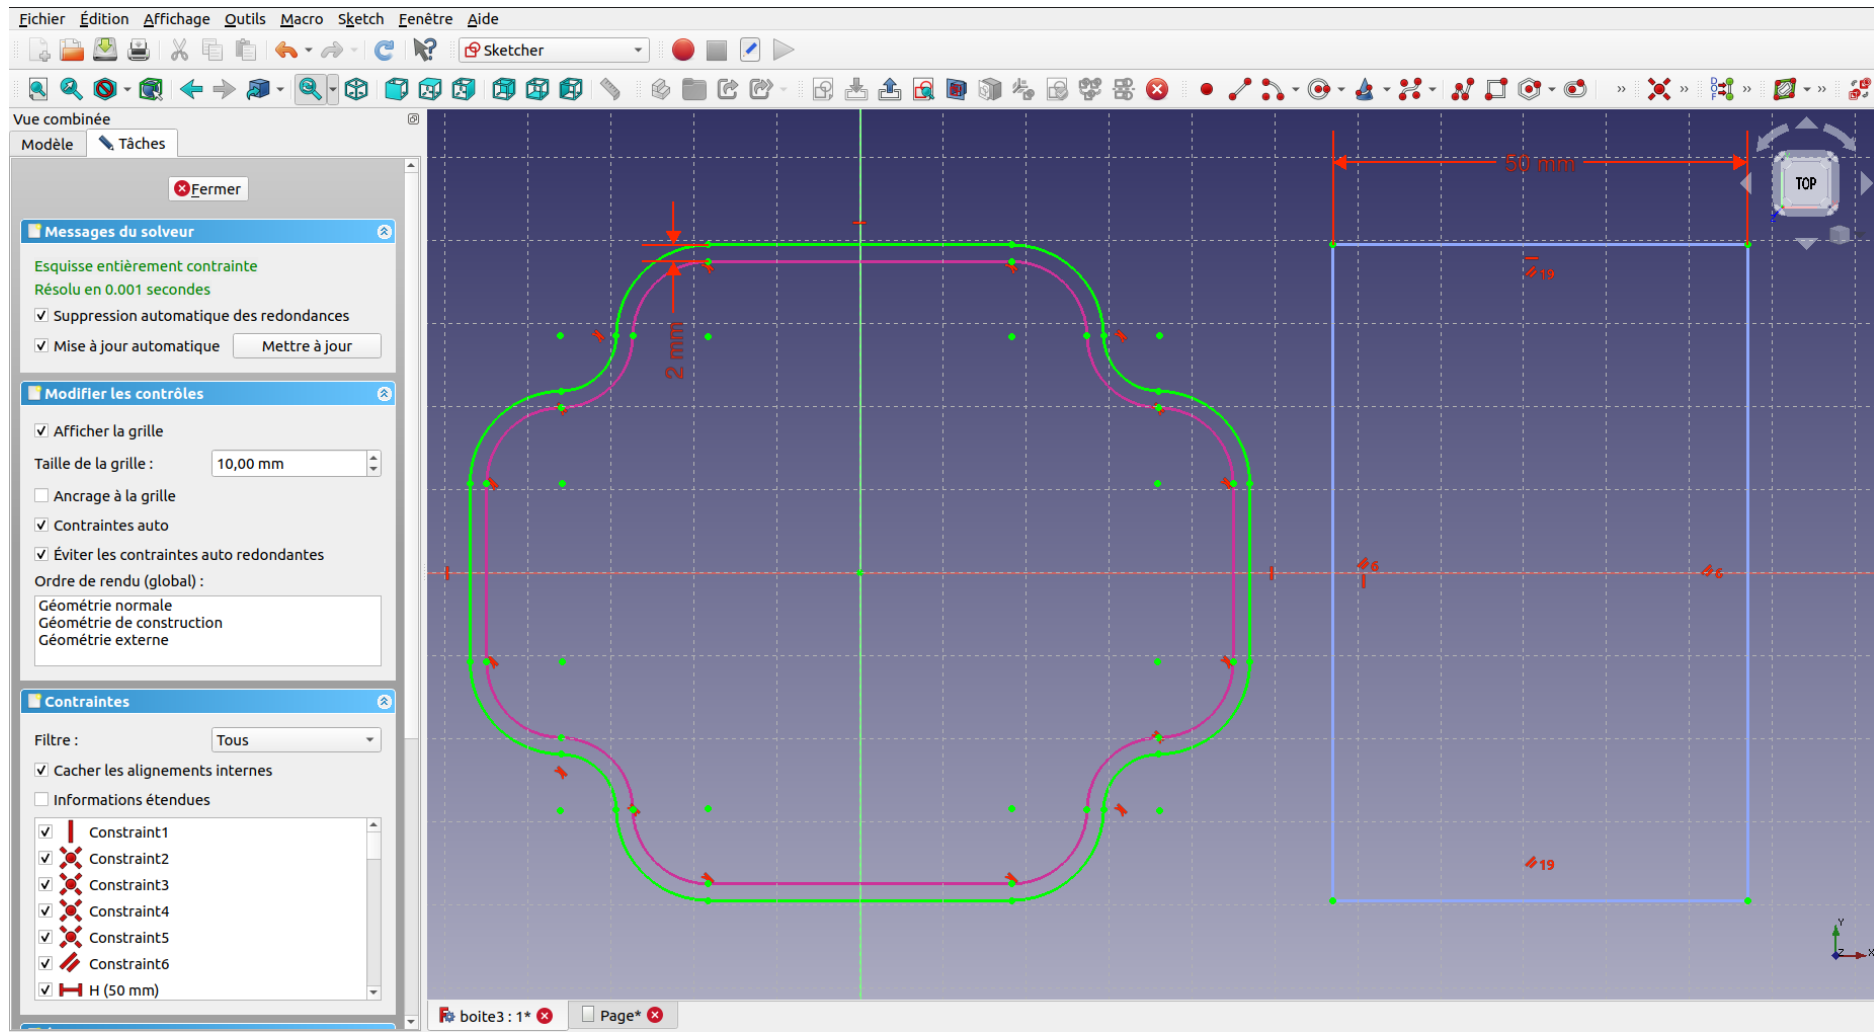 Fichier Édition Affichage Outils Macro Sketch Fenêtre Aide
Sketcher
Vue combinée
Modèle
Tâches
Fermer
Messages du solveur
Esquisse entièrement contrainte
Résolu en 0.001 secondes
Suppression automatique des redondances
Mise à jour automatique
Mettre à jour
Modifier les contrôles
Afficher la grille
Taille de la grille :
10,00 mm
Ancrage à la grille
Contraintes auto
Éviter les contraintes auto redondantes
Ordre de rendu (global) :
Géométrie normale
Géométrie de construction
Géométrie externe
Contraintes
Filtre :
Tous
Cacher les alignements internes
Informations étendues
Constraint1
Constraint2
Constraint3
Constraint4
Constraint5
Constraint6
H (50 mm)
2 mm
50 mm
TOP
19
6
6
19
Y
Z
X
boite3 : 1*
Page*